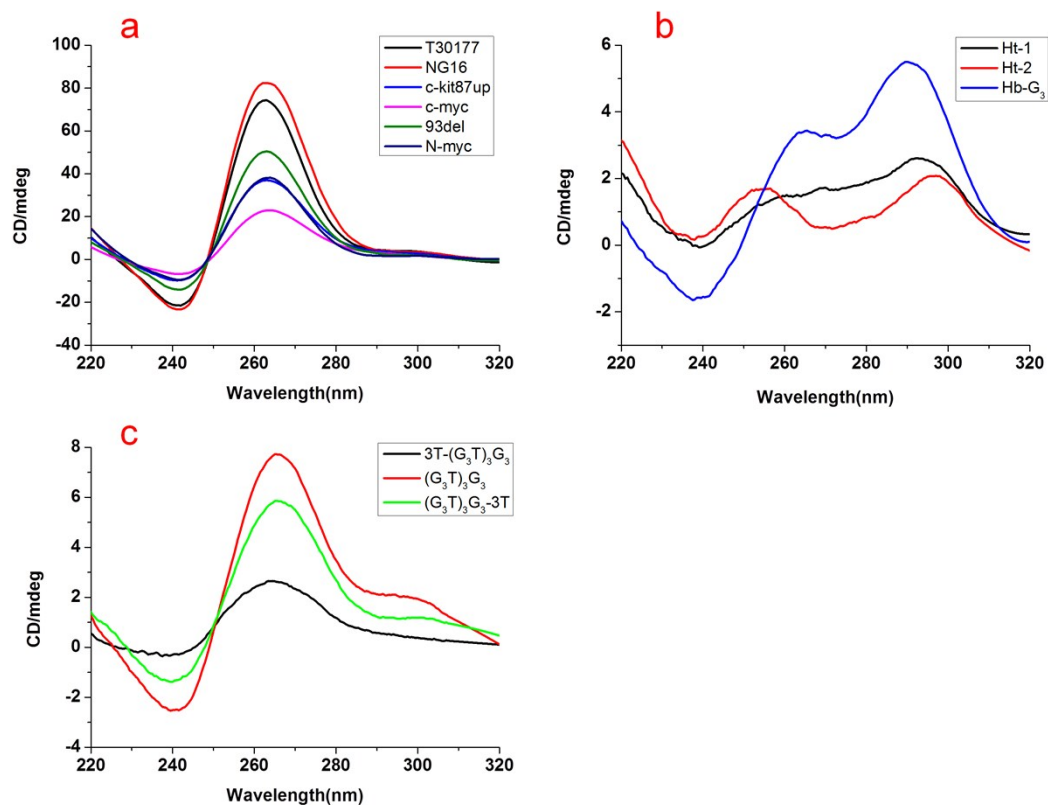 a
T30177
NG16
c-kit87up
c-myc
93del
N-myc
CD/mdeg
100
80
60
40
20
0
-20
-40
220 240 260 280 300 320
Wavelength(nm)
b
Ht-1
Ht-2
Hb-G₃
CD/mdeg
6
4
2
0
-2
220 240 260 280 300 320
Wavelength(nm)
c
3T-(G₃T)₃G₃
(G₃T)₃G₃
(G₃T)₃G₃-3T
CD/mdeg
8
6
4
2
0
-2
-4
220 240 260 280 300 320
Wavelength(nm)